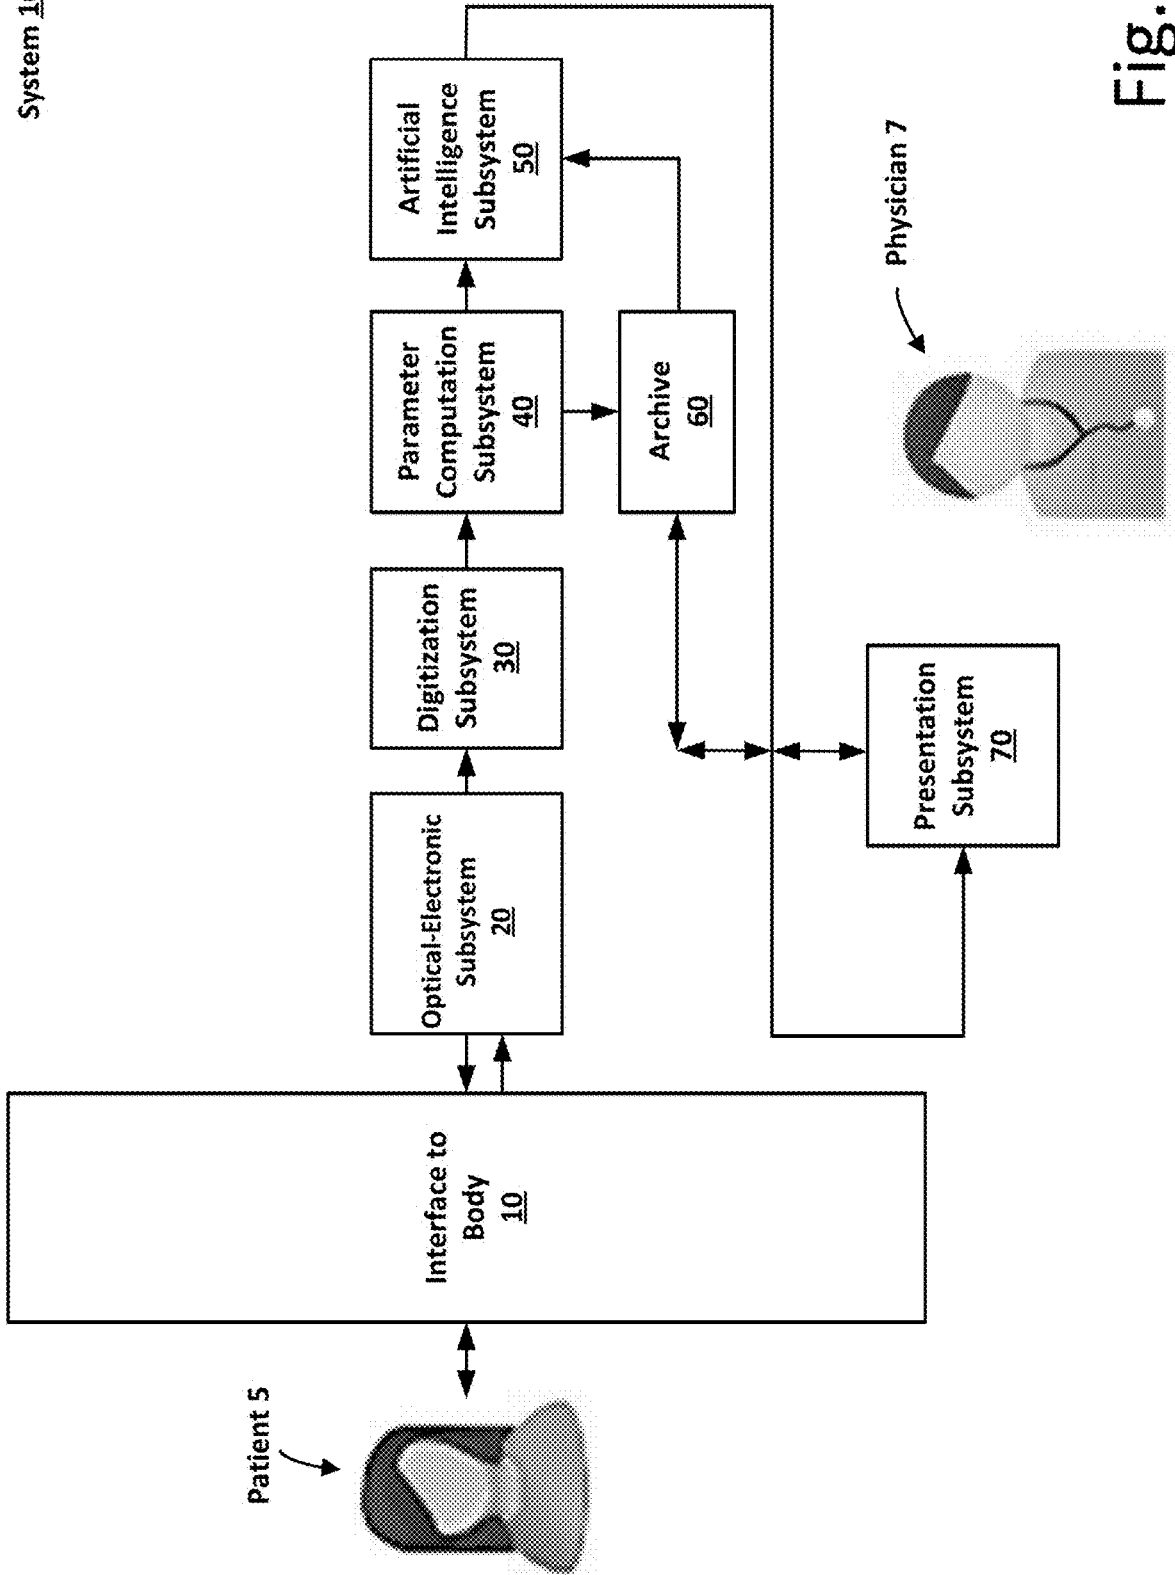 System 1
Patient 5
Interface to
Body
10
Optical-Electronic
Subsystem
20
Digitization
Subsystem
30
Parameter
Computation
Subsystem
40
Artificial
Intelligence
Subsystem
50
Archive
60
Presentation
Subsystem
70
Physician 7
Fig.